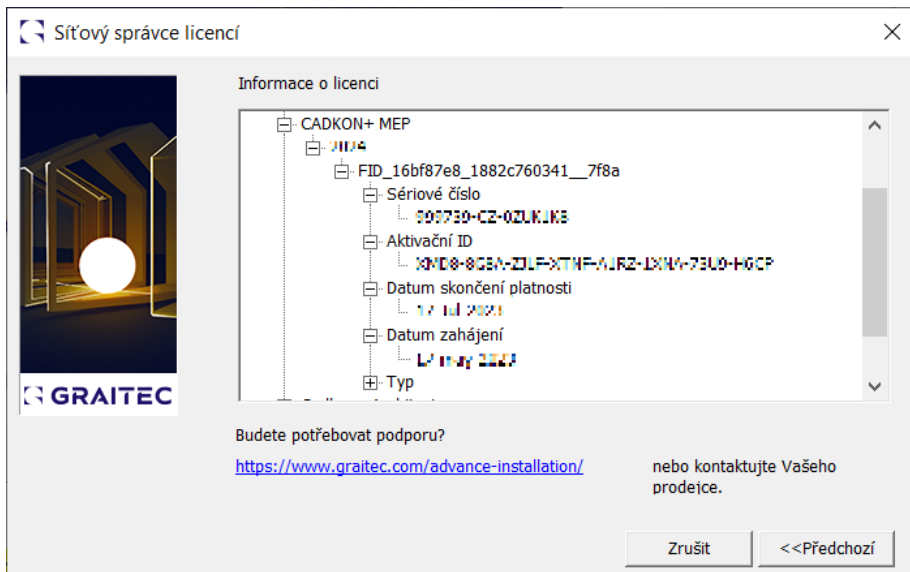 Síťový správce licencí
Informace o licenci
CADKON+ MEP
FID_16bf87e8_1882c760341__7f8a
Sériové číslo
Aktivační ID
Datum skončení platnosti
Datum zahájení
Typ
GRAITEC
Budete potřebovat podporu?
https://www.graitec.com/advance-installation/
nebo kontaktujte Vašeho
prodejce.
Zrušit
<<Předchozí